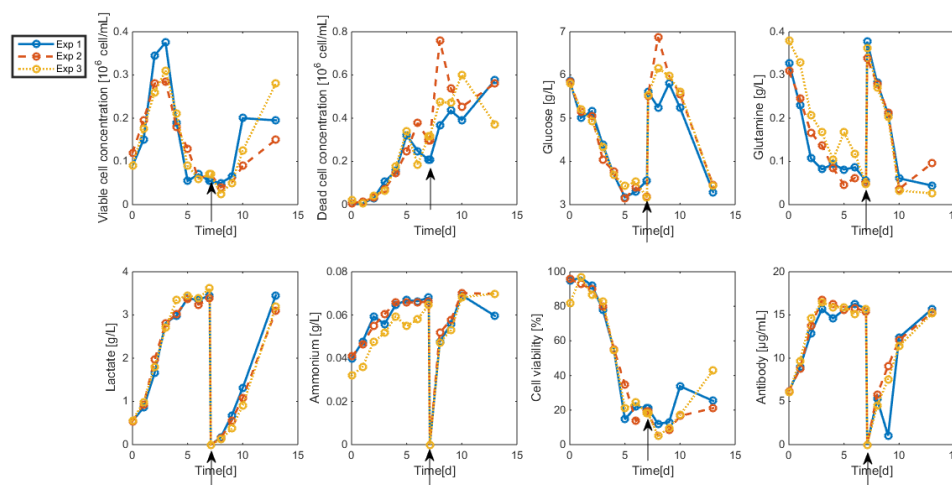 Exp 1
Exp 2
Exp 3
Viable cell concentration [10⁶ cell/mL]
0.4
0.3
0.2
0.1
0
0 5 10 15
Time[d]
Dead cell concentration [10⁶ cell/mL]
0.8
0.6
0.4
0.2
0
0 5 10 15
Time[d]
Glucose [g/L]
7
6
5
4
3
0 5 10 15
Time[d]
Glutamine [g/L]
0.4
0.3
0.2
0.1
0
0 5 10 15
Time[d]
Lactate [g/L]
4
3
2
1
0
0 5 10 15
Time[d]
Ammonium [g/L]
0.08
0.06
0.04
0.02
0
0 5 10 15
Time[d]
Cell viability [%]
100
80
60
40
20
0
0 5 10 15
Time[d]
Antibody [µg/mL]
20
15
10
5
0
0 5 10 15
Time[d]